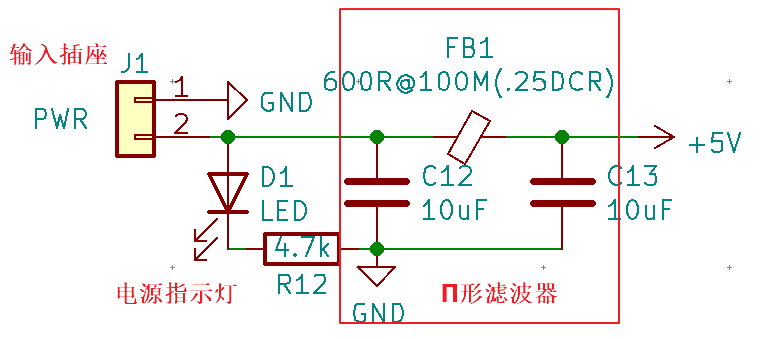 输入插座
J1
FB1
600R@100M(.25DCR)
1
GND
PWR
2
+5V
D1
LED
C12
10uF
C13
10uF
4.7k
R12
电源指示灯
GND
Π形滤波器